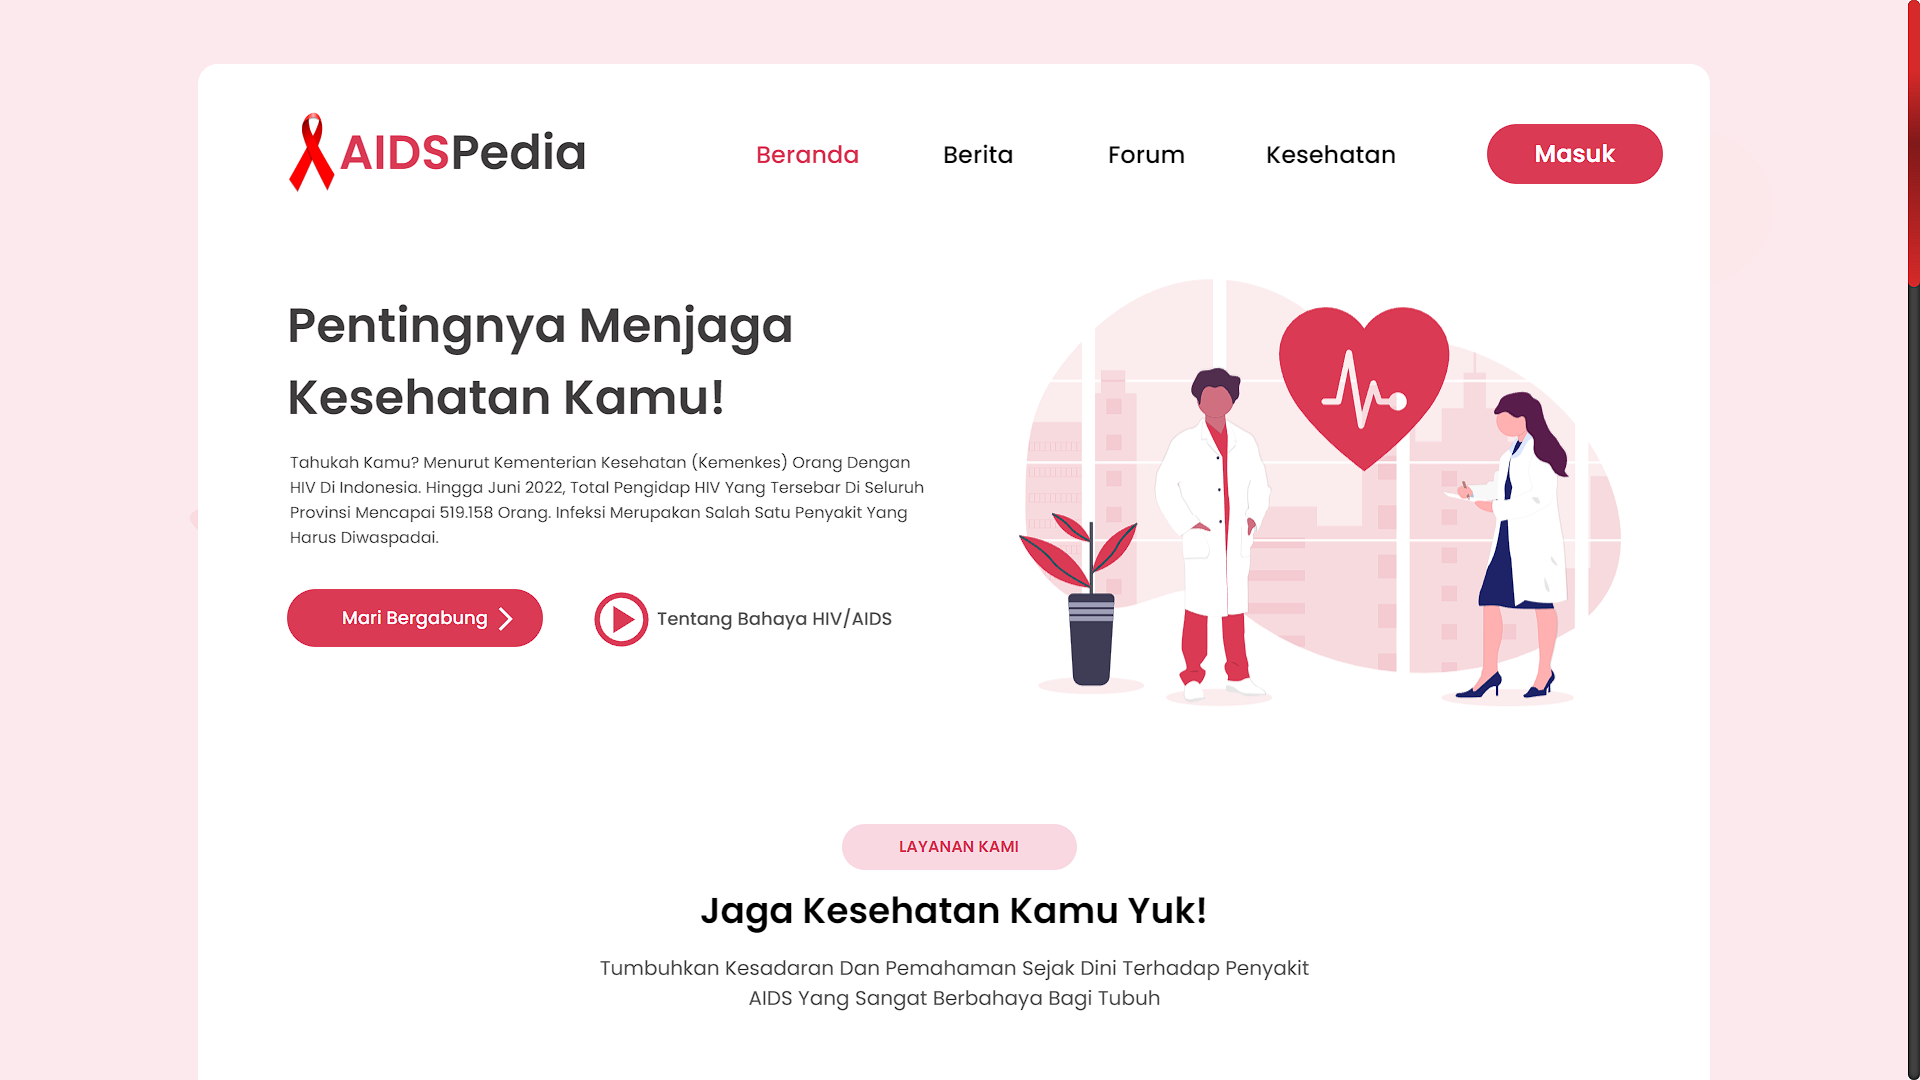 AIDSPedia
Beranda
Berita
Forum
Kesehatan
Masuk
Pentingnya Menjaga
Kesehatan Kamu!
Tahukah Kamu? Menurut Kementerian Kesehatan (Kemenkes) Orang Dengan
HIV Di Indonesia. Hingga Juni 2022, Total Pengidap HIV Yang Tersebar Di Seluruh
Provinsi Mencapai 519.158 Orang. Infeksi Merupakan Salah Satu Penyakit Yang
Harus Diwaspadai.
Mari Bergabung
Tentang Bahaya HIV/AIDS
LAYANAN KAMI
Jaga Kesehatan Kamu Yuk!
Tumbuhkan Kesadaran Dan Pemahaman Sejak Dini Terhadap Penyakit
AIDS Yang Sangat Berbahaya Bagi Tubuh